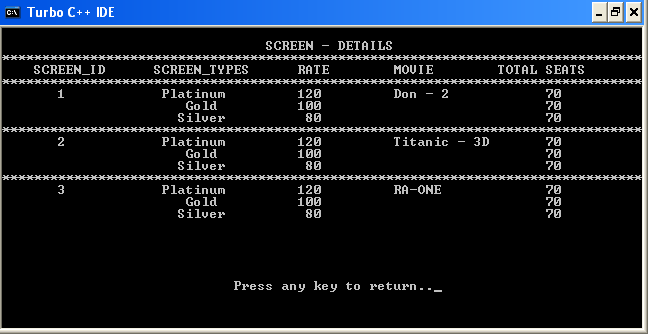 Turbo C++ IDE
SCREEN - DETAILS
********************************************************************************
SCREEN_ID SCREEN_TYPES RATE MOVIE TOTAL SEATS
********************************************************************************
1 Platinum 120 Don - 2 70
Gold 100 70
Silver 80 70
********************************************************************************
2 Platinum 120 Titanic - 3D 70
Gold 100 70
Silver 80 70
********************************************************************************
3 Platinum 120 RA-ONE 70
Gold 100 70
Silver 80 70
Press any key to return.._